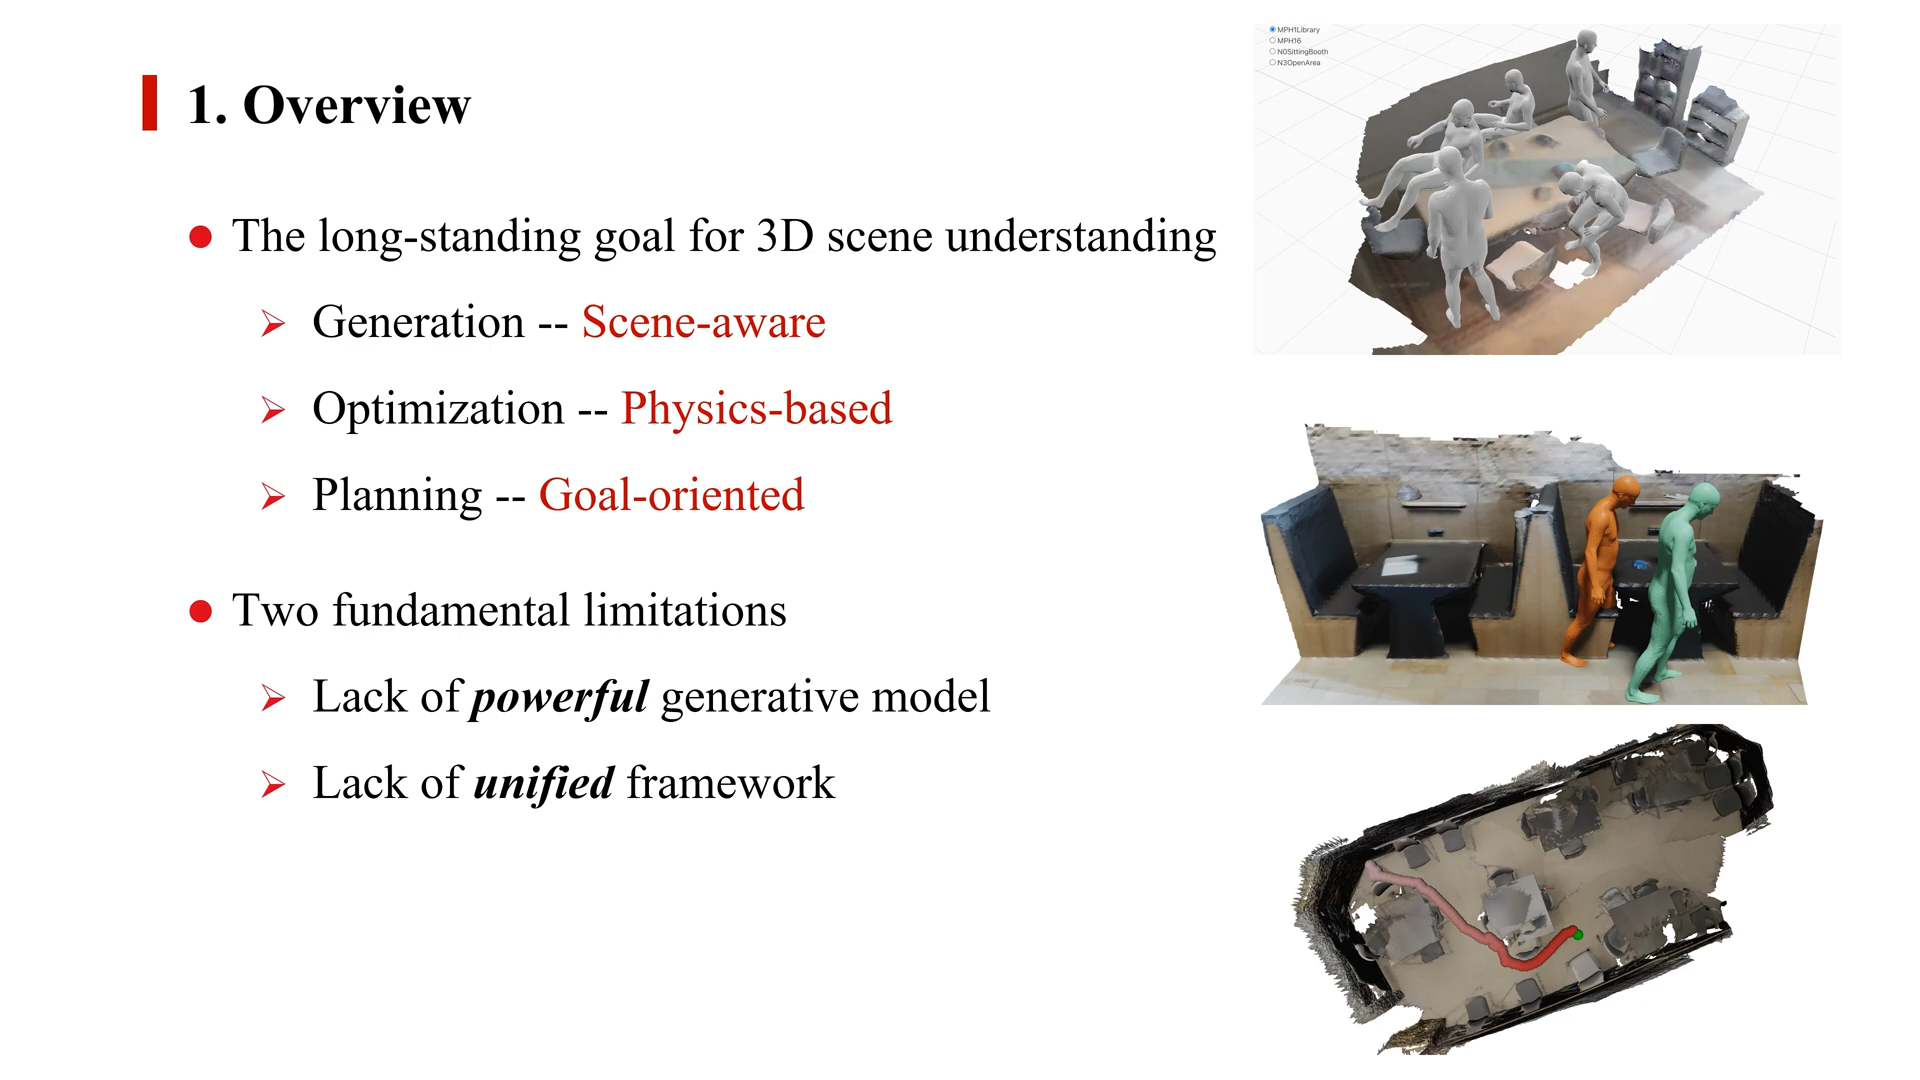 1. Overview
The long-standing goal for 3D scene understanding
Generation -- Scene-aware
Optimization -- Physics-based
Planning -- Goal-oriented
Two fundamental limitations
Lack of powerful generative model
Lack of unified framework
MPH1Library
MPH16
N0SittingBooth
N3OpenArea